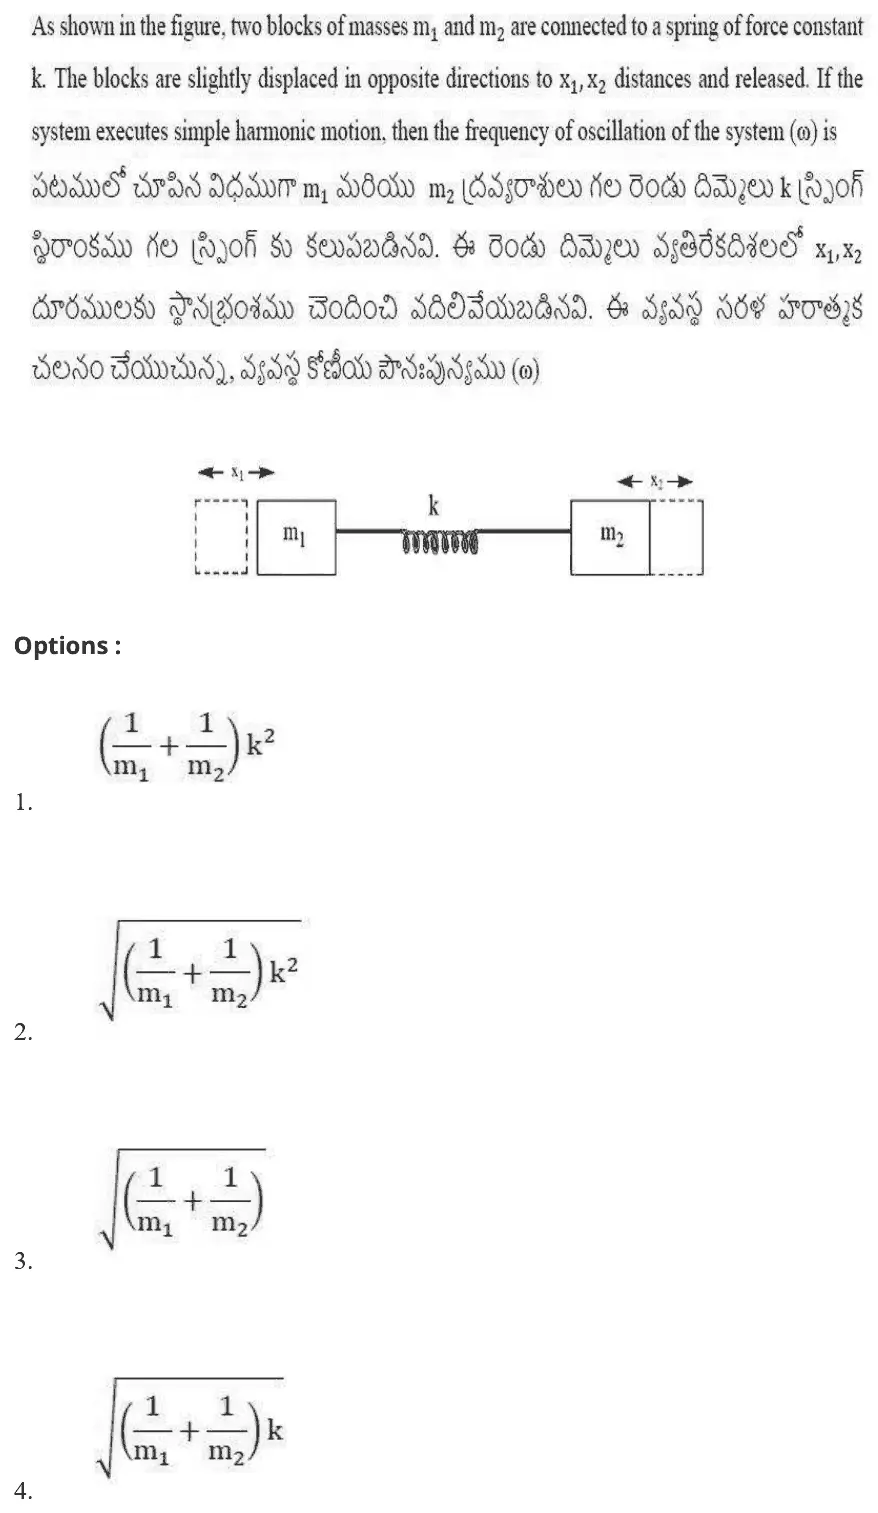 As shown in the figure, two blocks of masses m₁ and m₂ are connected to a spring of force constant
k. The blocks are slightly displaced in opposite directions to x₁, x₂ distances and released. If the
system executes simple harmonic motion, then the frequency of oscillation of the system (ω) is
పటములో చూపిన విధముగా m₁ మరియు m₂ ద్రవ్యరాశులు గల రెండు దిమ్మెలు k స్ప్రింగ్
స్థిరాంకము గల స్ప్రింగ్ కు కలుపబడినవి. ఈ రెండు దిమ్మెలు వ్యతిరేకదిశలలో x₁, x₂
దూరములకు స్థానభ్రంశము చెందించి వదిలివేయబడినవి. ఈ వ్యవస్థ సరళ హరాత్మక
చలనం చేయుచున్న, వ్యవస్థ కోణీయ పౌనఃపున్యము (ω)
x₁
x₂
k
m₁
m₂
Options :
1. (1/m₁ + 1/m₂) k²
2. √((1/m₁ + 1/m₂) k²)
3. √(1/m₁ + 1/m₂)
4. √((1/m₁ + 1/m₂) k)